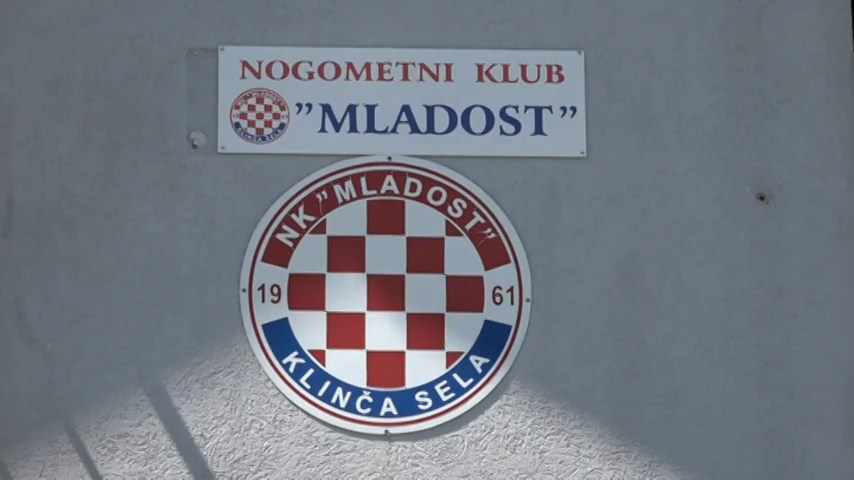 NOGOMETNI KLUB
"MLADOST"
NK "MLADOST"
19 61
KLINČA SELA